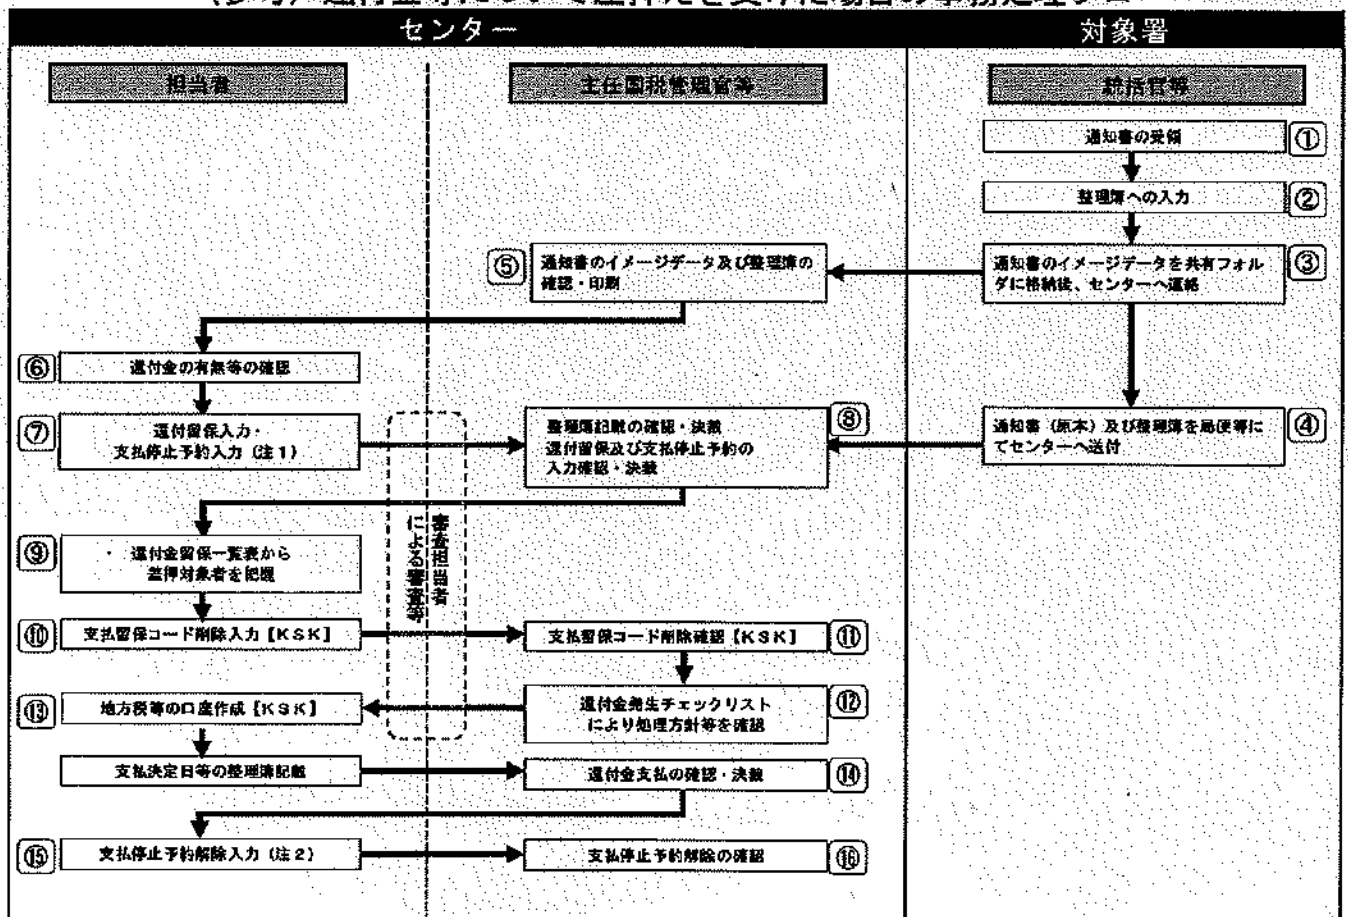 センター
対象署
担当者
主任国税管理官等
統括官等
通知書の受領
①
整理簿への入力
②
通知書のイメージデータを共有フォル
ダに格納後、センターへ連絡
③
⑤
通知書のイメージデータ及び整理簿の
確認・印刷
⑥
還付金の有無等の確認
⑦
還付留保入力・
支払停止予約入力(注1)
整理簿記載の確認・決裁
還付留保及び支払停止予約の
入力確認・決裁
⑧
通知書(原本)及び整理簿を局便等に
てセンターへ送付
④
審査担当者
による審査等
⑨
・還付金留保一覧表から
差押対象者を把握
⑩
支払留保コード削除入力【KSK】
支払留保コード削除確認【KSK】
⑪
⑬
地方税等の口座作成【KSK】
還付金発生チェックリスト
により処理方針等を確認
⑫
支払決定日等の整理簿記載
還付金支払の確認・決裁
⑭
⑮
支払停止予約解除入力(注2)
支払停止予約解除の確認
⑯